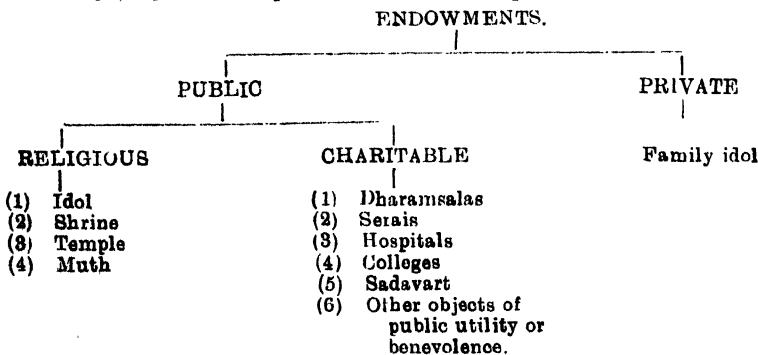 ENDOWMENTS.
PUBLIC PRIVATE
RELIGIOUS CHARITABLE Family idol
(1) Idol (1) Dharamsalas
(2) Shrine (2) Serais
(3) Temple (3) Hospitals
(4) Muth (4) Colleges
(5) Sadavart
(6) Other objects of
public utility or
benevolence.